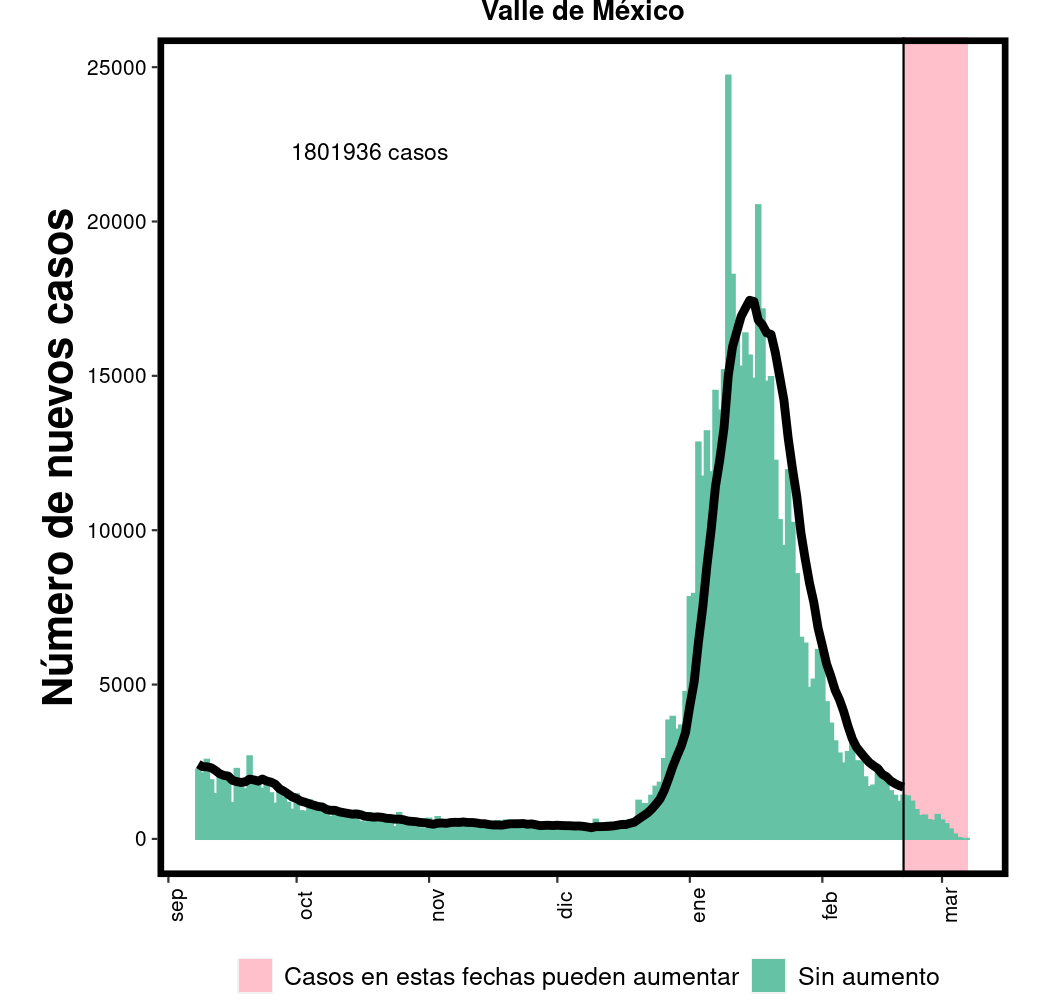 Valle de México
25000
1801936 casos
20000
15000
10000
5000
0
Número de nuevos casos
sep oct nov dic ene feb mar
Casos en estas fechas pueden aumentar Sin aumento